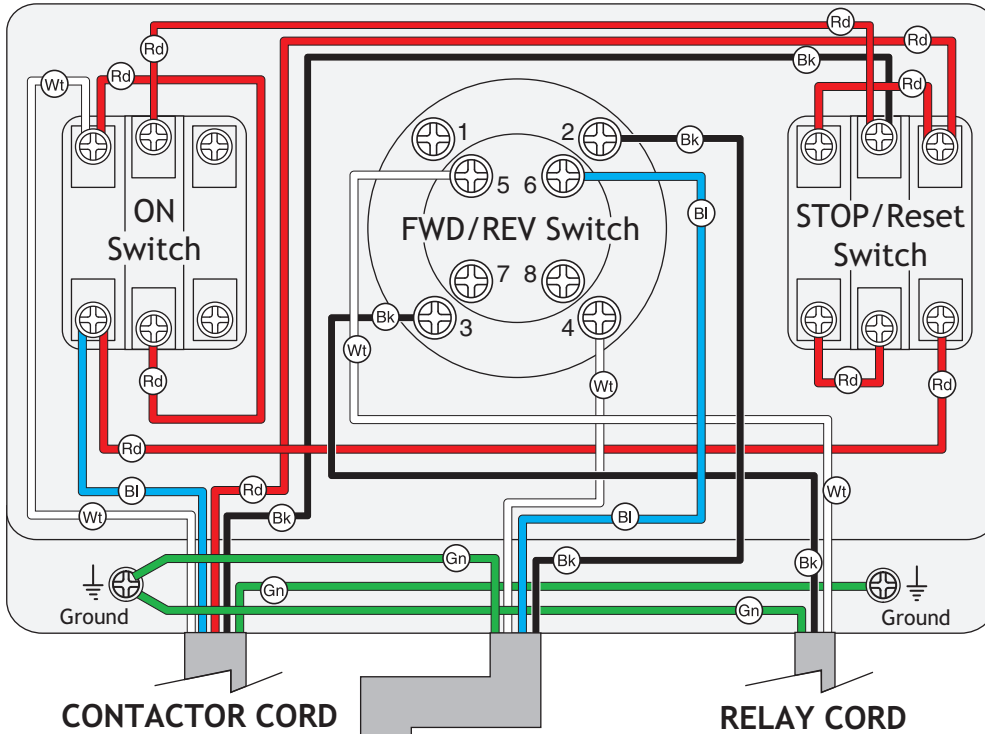 Rd
Rd
Rd
Rd
Bk
Wt
Rd
Rd
1
2
Bk
5
6
ON
Switch
FWD/REV Switch
STOP/Reset
Switch
Bl
7
8
Bk
3
4
Wt
Rd
Wt
Rd
Rd
Rd
Bl
Rd
Wt
Wt
Bk
Bl
Gn
Bk
Bk
Gn
Gn
Ground
Ground
CONTACTOR CORD
RELAY CORD